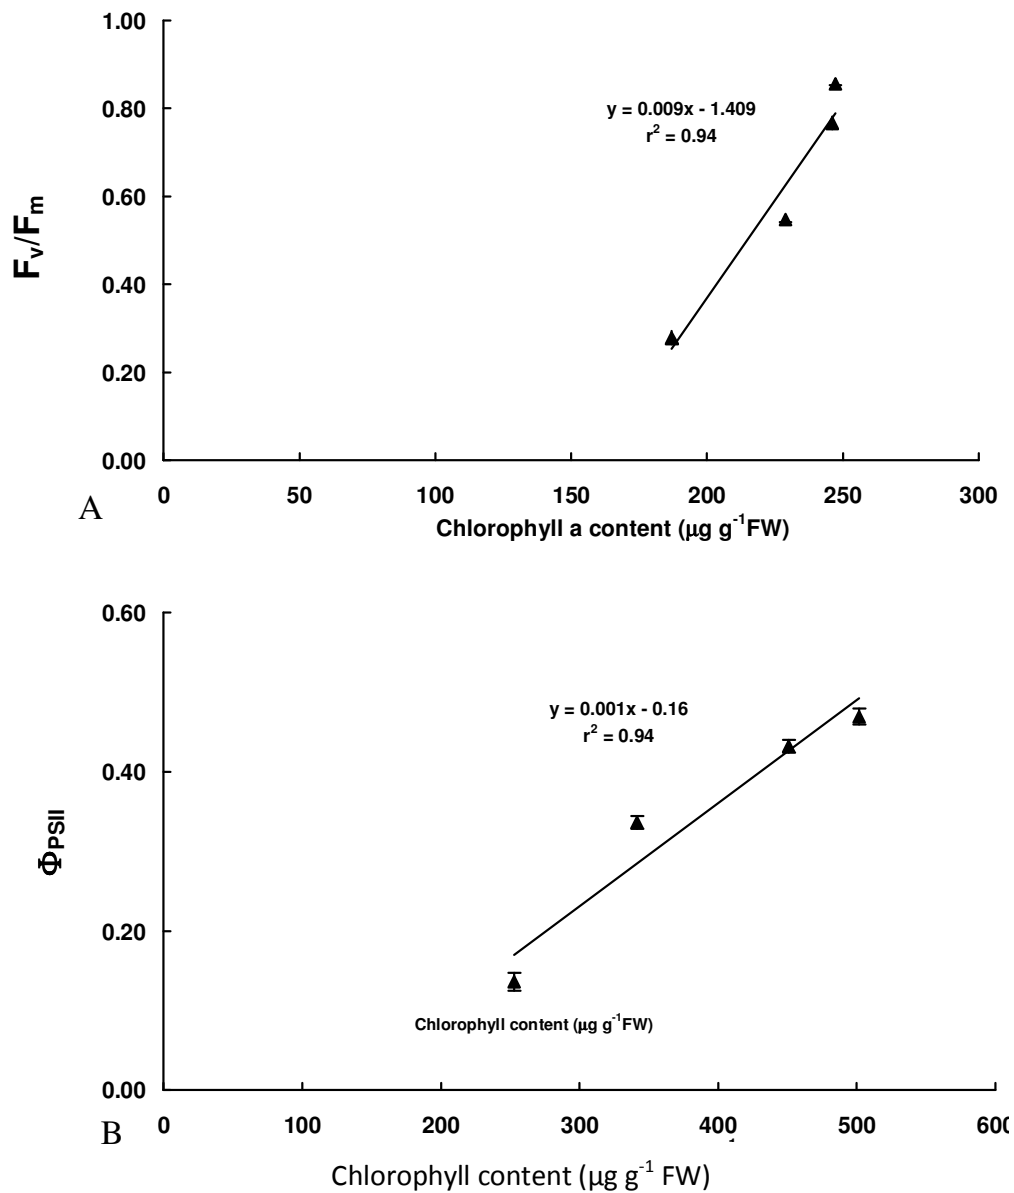 1.00
0.80
0.60
0.40
0.20
0.00
F_v/F_m
y = 0.009x - 1.409
r² = 0.94
0 50 100 150 200 250 300
A
Chlorophyll a content (µg g⁻¹FW)
0.60
0.40
0.20
0.00
Φ_PSII
y = 0.001x - 0.16
r² = 0.94
Chlorophyll content (µg g⁻¹FW)
0 100 200 300 400 500 600
B
Chlorophyll content (µg g⁻¹ FW)